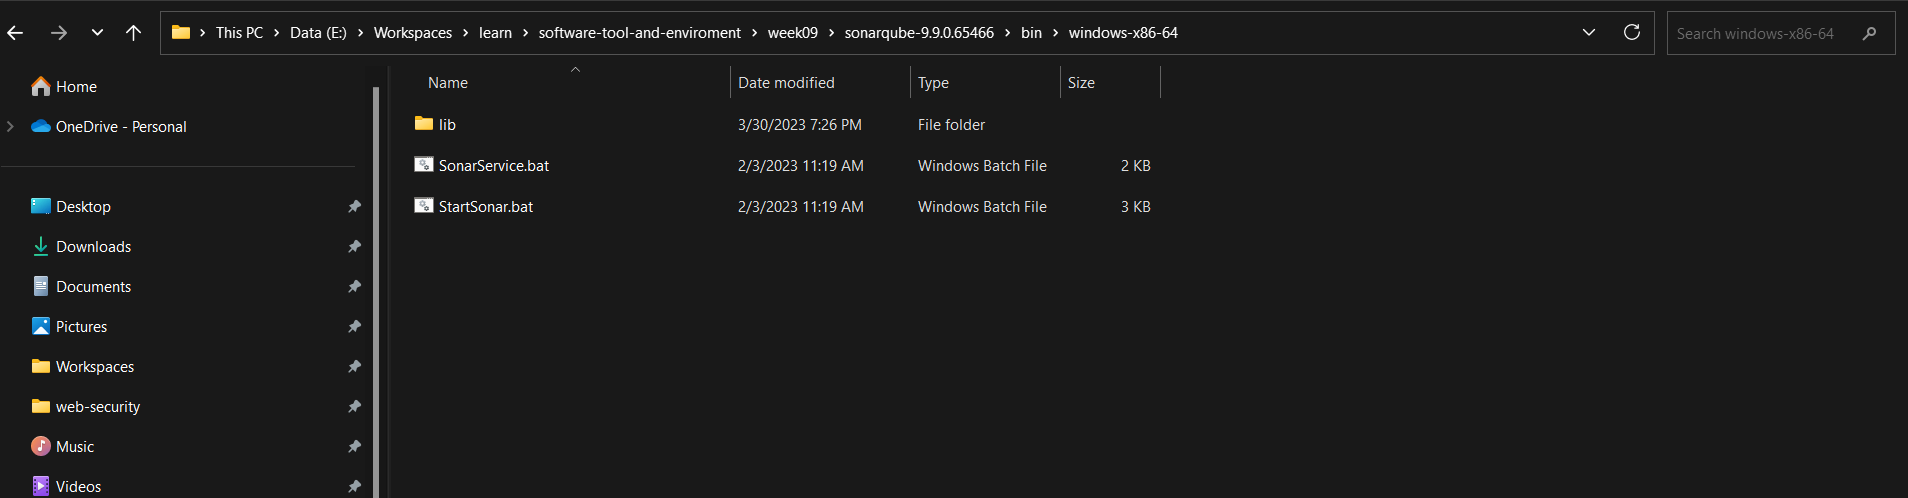 This PC > Data (E:) > Workspaces > learn > software-tool-and-enviroment > week09 > sonarqube-9.9.0.65466 > bin > windows-x86-64
Search windows-x86-64
Home
OneDrive - Personal
Desktop
Downloads
Documents
Pictures
Workspaces
web-security
Music
Videos
Name Date modified Type Size
lib 3/30/2023 7:26 PM File folder
SonarService.bat 2/3/2023 11:19 AM Windows Batch File 2 KB
StartSonar.bat 2/3/2023 11:19 AM Windows Batch File 3 KB